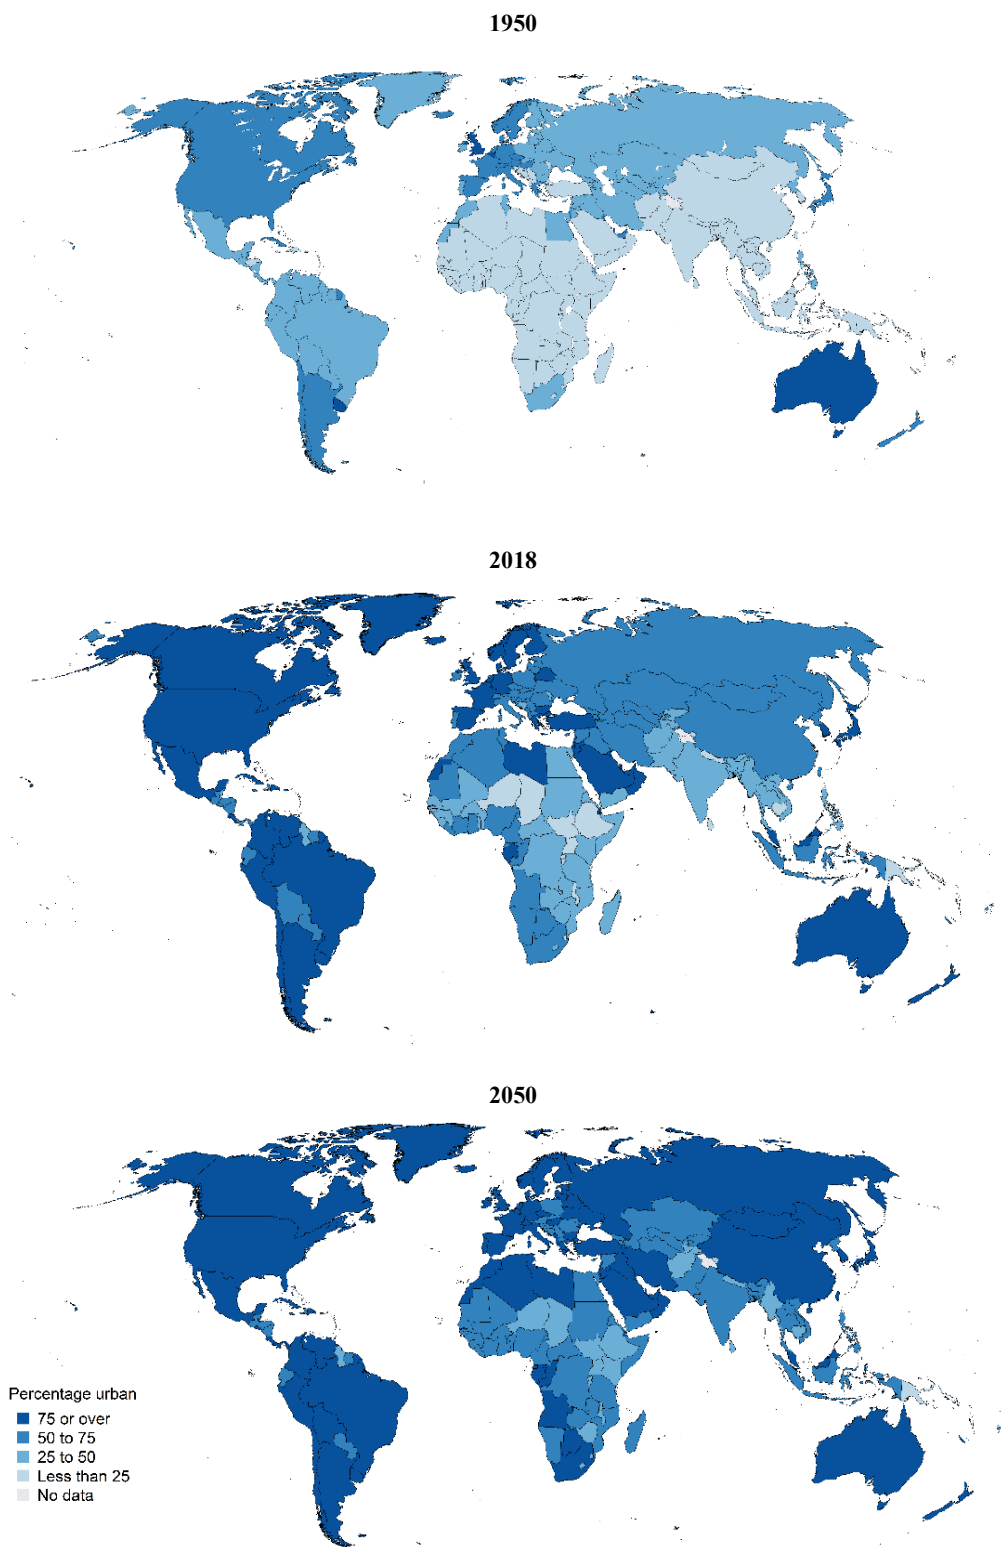 1950
2018
2050
Percentage urban
75 or over
50 to 75
25 to 50
Less than 25
No data